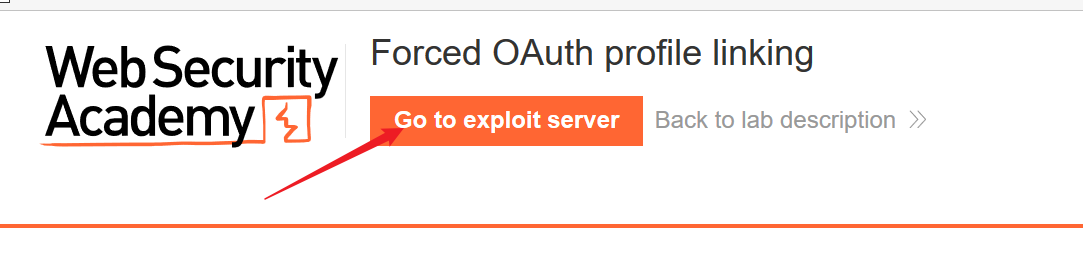 Web Security
Academy
Forced OAuth profile linking
Go to exploit server
Back to lab description